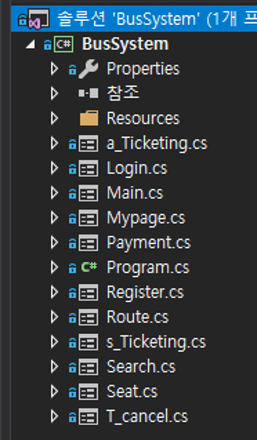 솔루션 'BusSystem' (1개 프
C# BusSystem
Properties
참조
Resources
a_Ticketing.cs
Login.cs
Main.cs
Mypage.cs
Payment.cs
C# Program.cs
Register.cs
Route.cs
s_Ticketing.cs
Search.cs
Seat.cs
T_cancel.cs